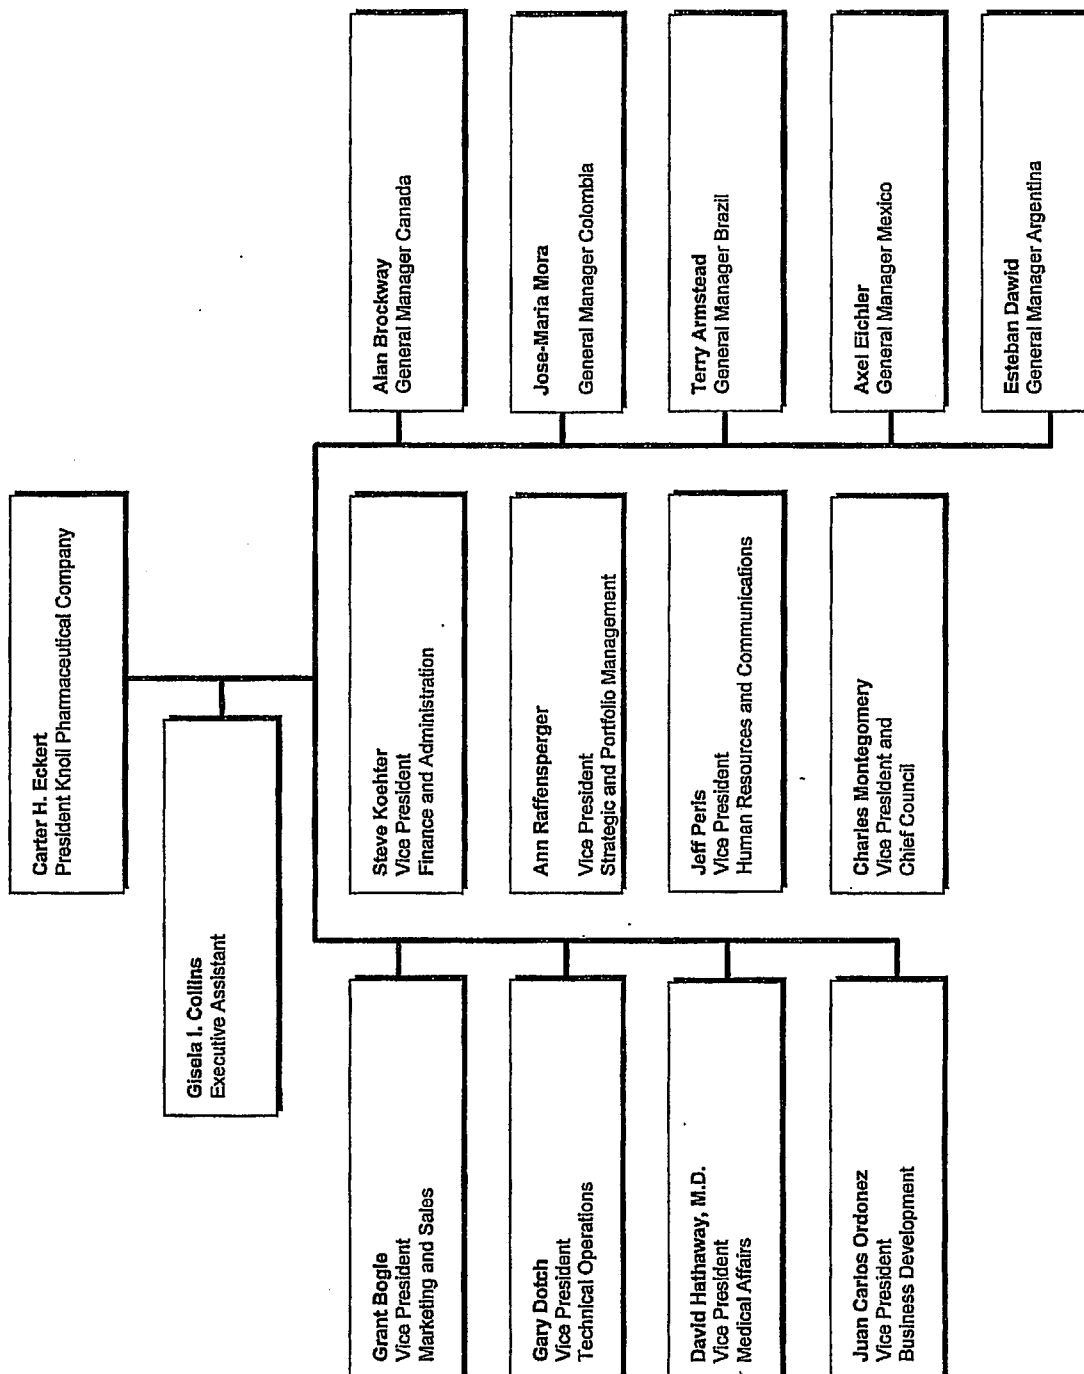 Carter H. Eckert
President Knoll Pharmaceutical Company
Gisela I. Collins
Executive Assistant
Grant Bogle
Vice President
Marketing and Sales
Steve Koehter
Vice President
Finance and Administration
Alan Brockway
General Manager Canada
Gary Dotch
Vice President
Technical Operations
Ann Raffensperger
Vice President
Strategic and Portfolio Management
Jose-Maria Mora
General Manager Colombia
David Hathaway, M.D.
Vice President
Medical Affairs
Jeff Peris
Vice President
Human Resources and Communications
Terry Armstead
General Manager Brazil
Juan Carlos Ordonez
Vice President
Business Development
Charles Montegomery
Vice President and
Chief Council
Axel Eichler
General Manager Mexico
Esteban Dawid
General Manager Argentina